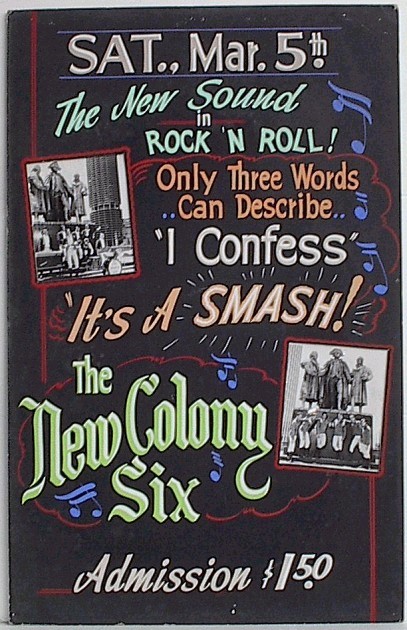 SAT., Mar. 5th
The New Sound
in
ROCK 'N ROLL!
Only Three Words
..Can Describe..
"I Confess"
"It's A SMASH!
The
New Colony
Six
Admission $1.50